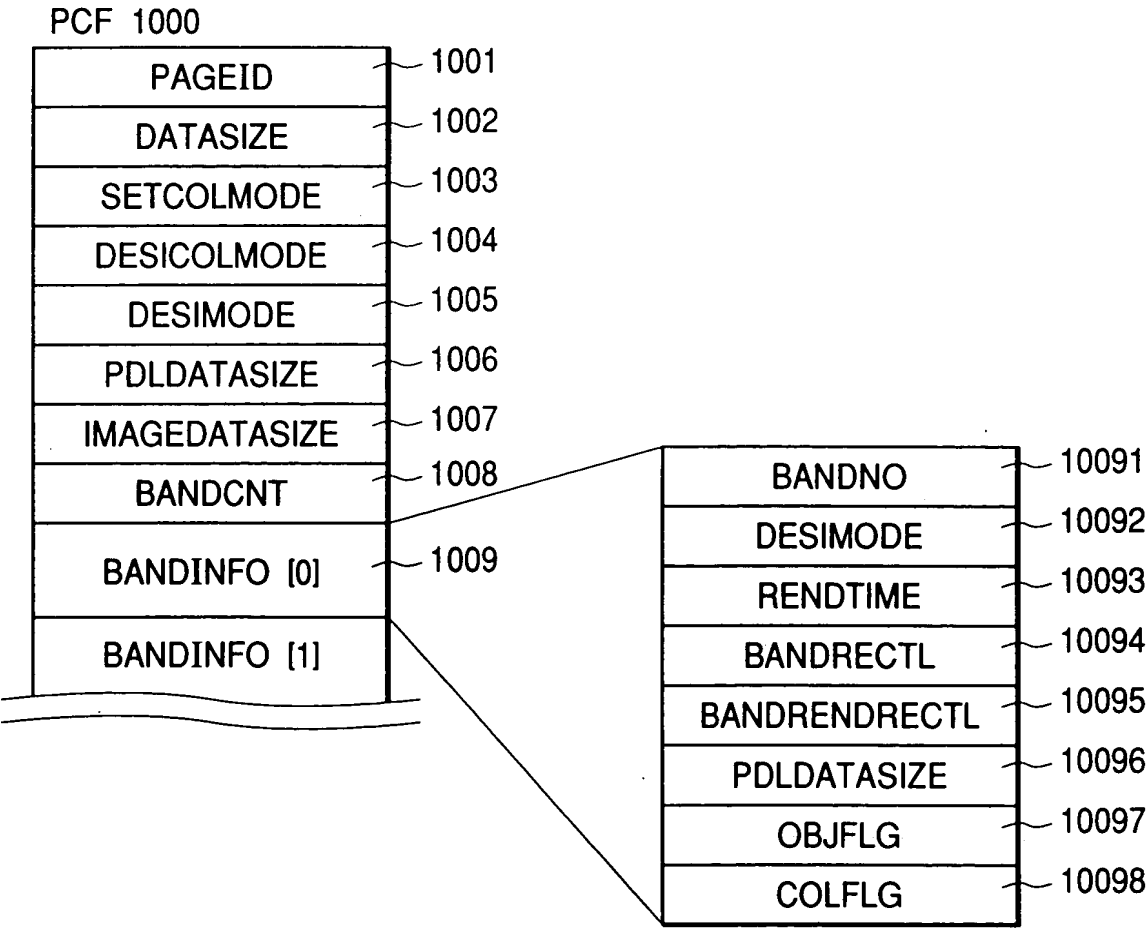 PCF 1000
PAGEID 1001
DATASIZE 1002
SETCOLMODE 1003
DESICOLMODE 1004
DESIMODE 1005
PDLDATASIZE 1006
IMAGEDATASIZE 1007
BANDCNT 1008
BANDINFO [0] 1009
BANDINFO [1]
BANDNO 10091
DESIMODE 10092
RENDTIME 10093
BANDRECTL 10094
BANDRENDRECTL 10095
PDLDATASIZE 10096
OBJFLG 10097
COLFLG 10098